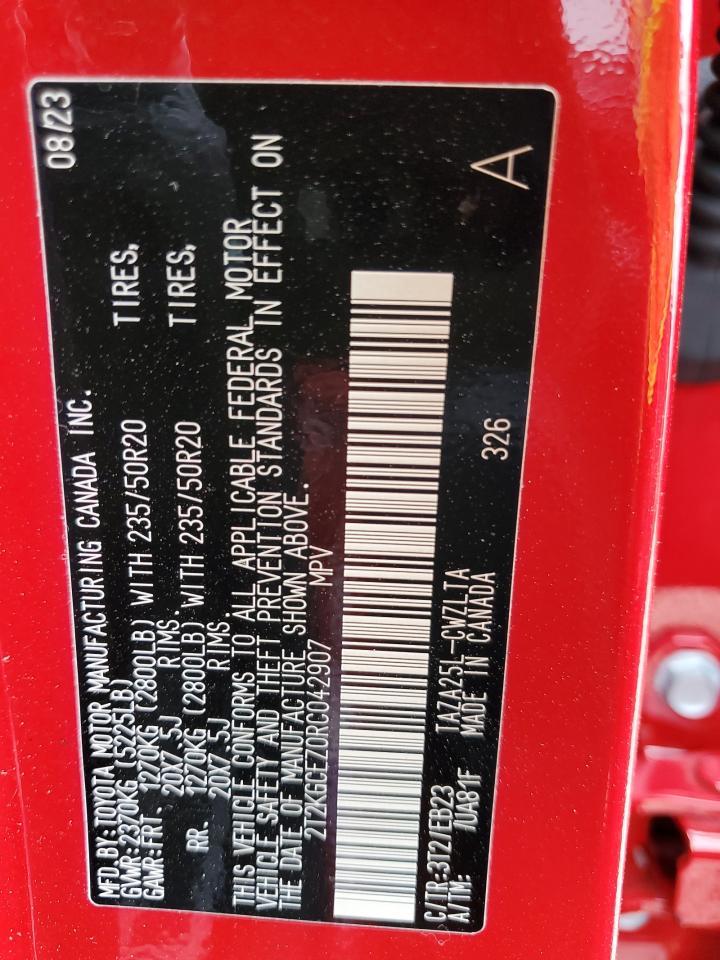 MFD.BY:TOYOTA MOTOR MANUFACTURING CANADA INC. 08/23
GVWR:2370KG (5225LB)
GAWR:FRT. 1270KG (2800LB) WITH 235/50R20 TIRES,
20X7.5J RIMS.
RR. 1270KG (2800LB) WITH 235/50R20 TIRES,
20X7.5J RIMS.
THIS VEHICLE CONFORMS TO ALL APPLICABLE FEDERAL MOTOR
VEHICLE SAFETY AND THEFT PREVENTION STANDARDS IN EFFECT ON
THE DATE OF MANUFACTURE SHOWN ABOVE.
2T2KGCEZ0RC042907 MPV
C/TR:3T2/EB23 TAZA25L-CWZLTA
A/TM: /UA81F MADE IN CANADA 326 A